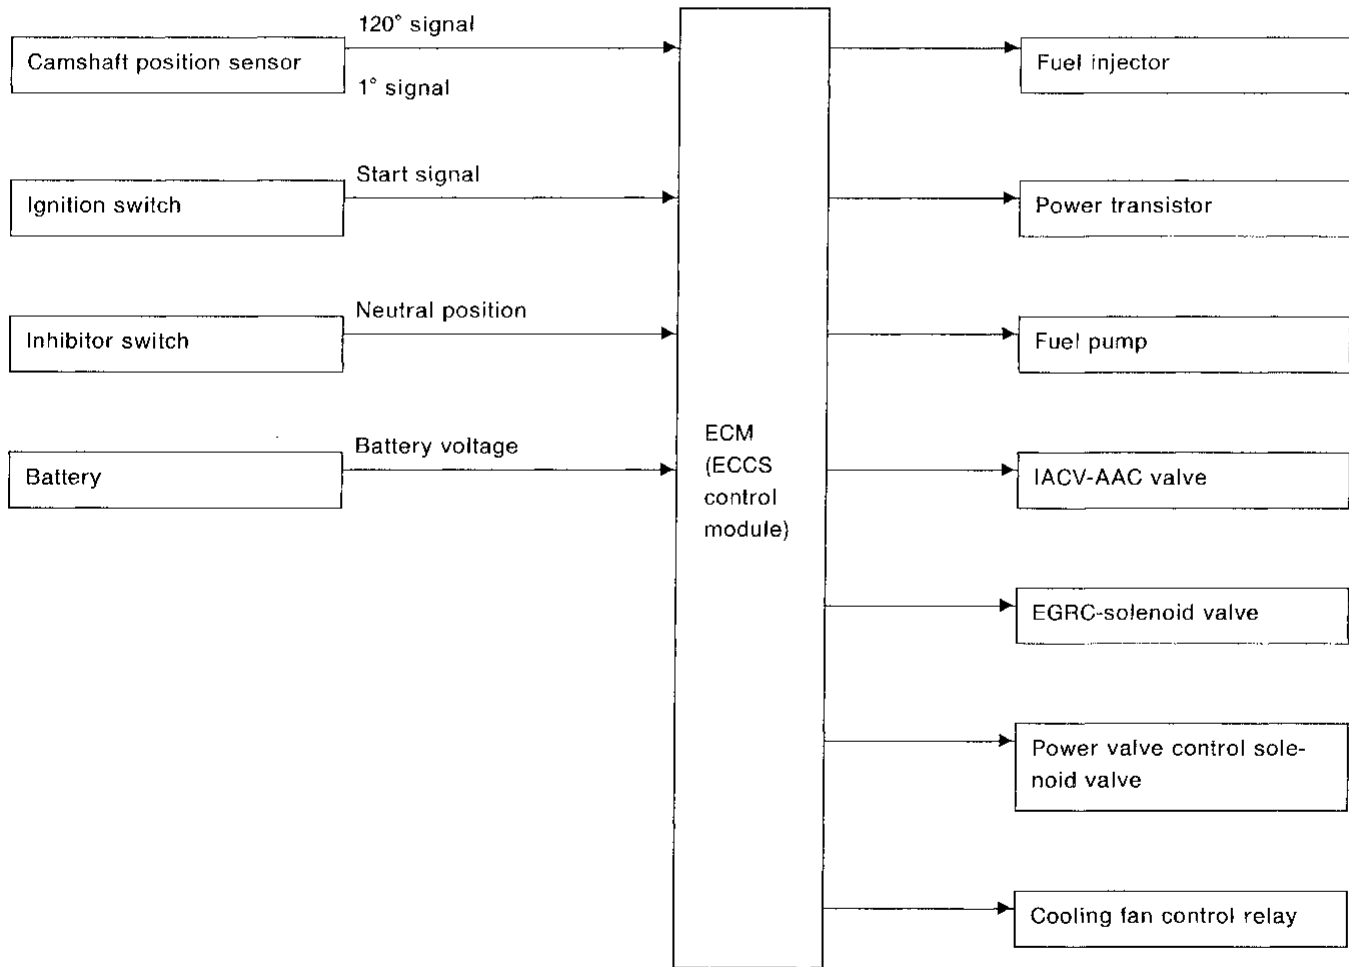 120° signal
Camshaft position sensor
1° signal
Start signal
Ignition switch
Neutral position
Inhibitor switch
Battery voltage
Battery
ECM
(ECCS
control
module)
Fuel injector
Power transistor
Fuel pump
IACV-AAC valve
EGRC-solenoid valve
Power valve control sole-
noid valve
Cooling fan control relay